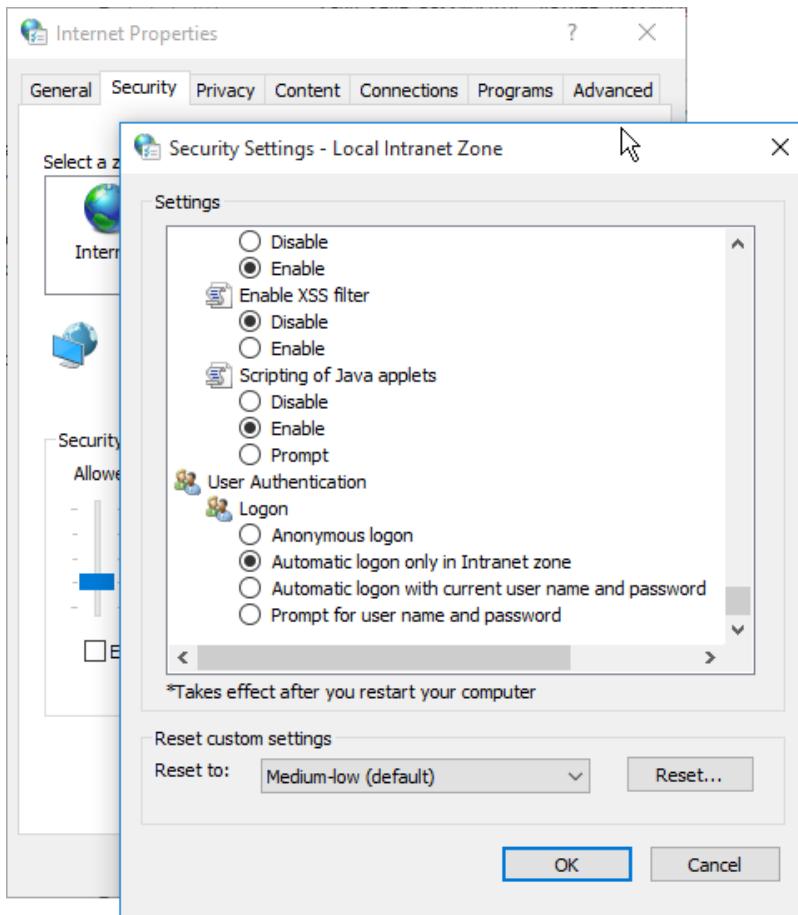 Internet Properties
?
General Security Privacy Content Connections Programs Advanced
Select a z
Security Settings - Local Intranet Zone
Settings
Intern
Disable
Enable
Enable XSS filter
Disable
Enable
Scripting of Java applets
Disable
Enable
Prompt
Security
Allowe
User Authentication
Logon
Anonymous logon
Automatic logon only in Intranet zone
Automatic logon with current user name and password
Prompt for user name and password
E
*Takes effect after you restart your computer
Reset custom settings
Reset to:
Medium-low (default)
Reset...
OK
Cancel